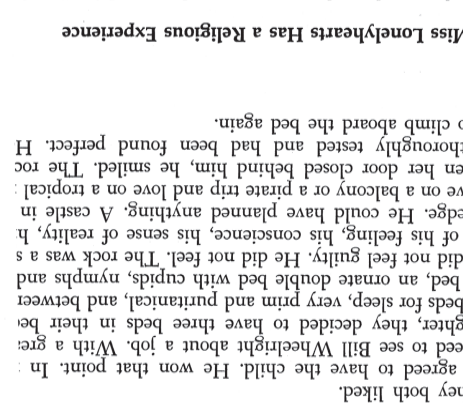 hey both liked.
agreed to have the child. He won that point. In
eed to see Bill Wheelright about a job. With a gre
ghter, they decided to have three beds in their be
beds for sleep, very prim and puritanical, and between
bed, an ornate double bed with cupids, nymphs and
did not feel guilty. He did not feel. The rock was a s
of his feeling, his conscience, his sense of reality, h
edge. He could have planned anything. A castle in
ve on a balcony or a pirate trip and love on a tropical
en her door closed behind him, he smiled. The roc
thoroughly tested and had been found perfect. H
o climb aboard the bed again.
Miss Lonelyhearts Has a Religious Experience